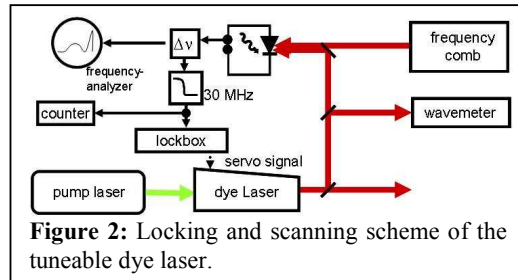 Δν
frequency
comb
frequency-
analyzer
30 MHz
counter
wavemeter
lockbox
servo signal
pump laser
dye Laser
Figure 2: Locking and scanning scheme of the
tuneable dye laser.